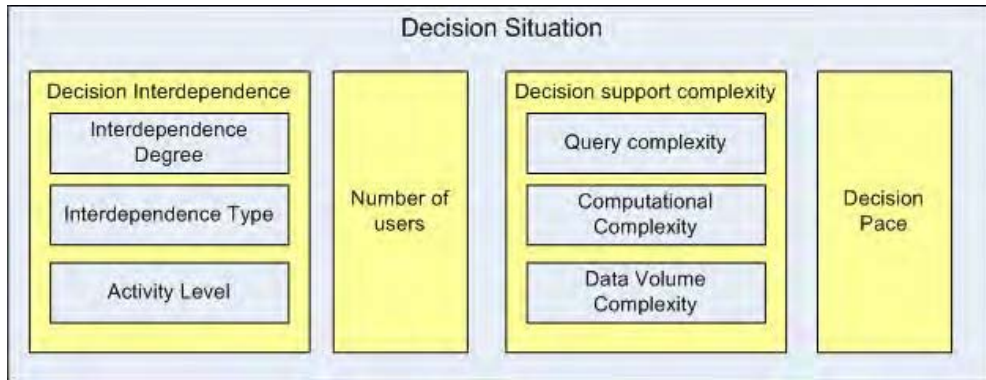 Decision Situation
Decision Interdependence
Interdependence
Degree
Interdependence Type
Activity Level
Number of
users
Decision support complexity
Query complexity
Computational
Complexity
Data Volume
Complexity
Decision
Pace